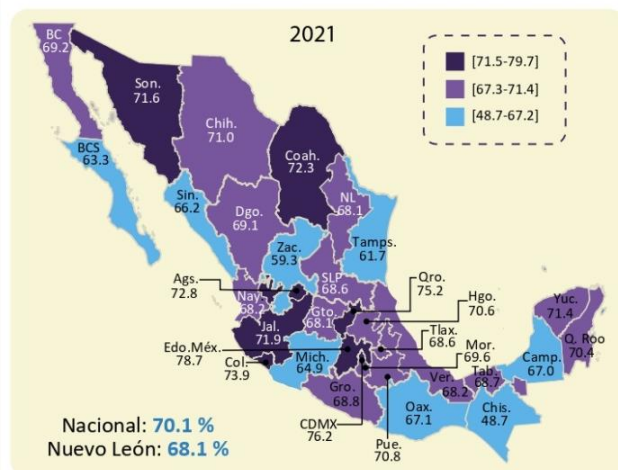 2021
[71.5-79.7]
[67.3-71.4]
[48.7-67.2]
BC
69.2
Son.
71.6
Chih.
71.0
Coah.
72.3
BCS
63.3
Sin.
66.2
Dgo.
69.1
NL
68.1
Tamps.
61.7
Zac.
59.3
SLP
68.6
Ags.
72.8
Nay.
68.2
Gto.
68.1
Qro.
75.2
Hgo.
70.6
Yuc.
71.4
Q. Roo
70.4
Jal.
71.9
Tlax.
68.6
Edo.Méx.
78.7
Mor.
69.6
Camp.
67.0
Col.
73.9
Mich.
64.9
Ver.
68.2
Tab.
68.7
Gro.
68.8
Oax.
67.1
Chis.
48.7
CDMX
76.2
Pue.
70.8
Nacional: 70.1 %
Nuevo León: 68.1 %